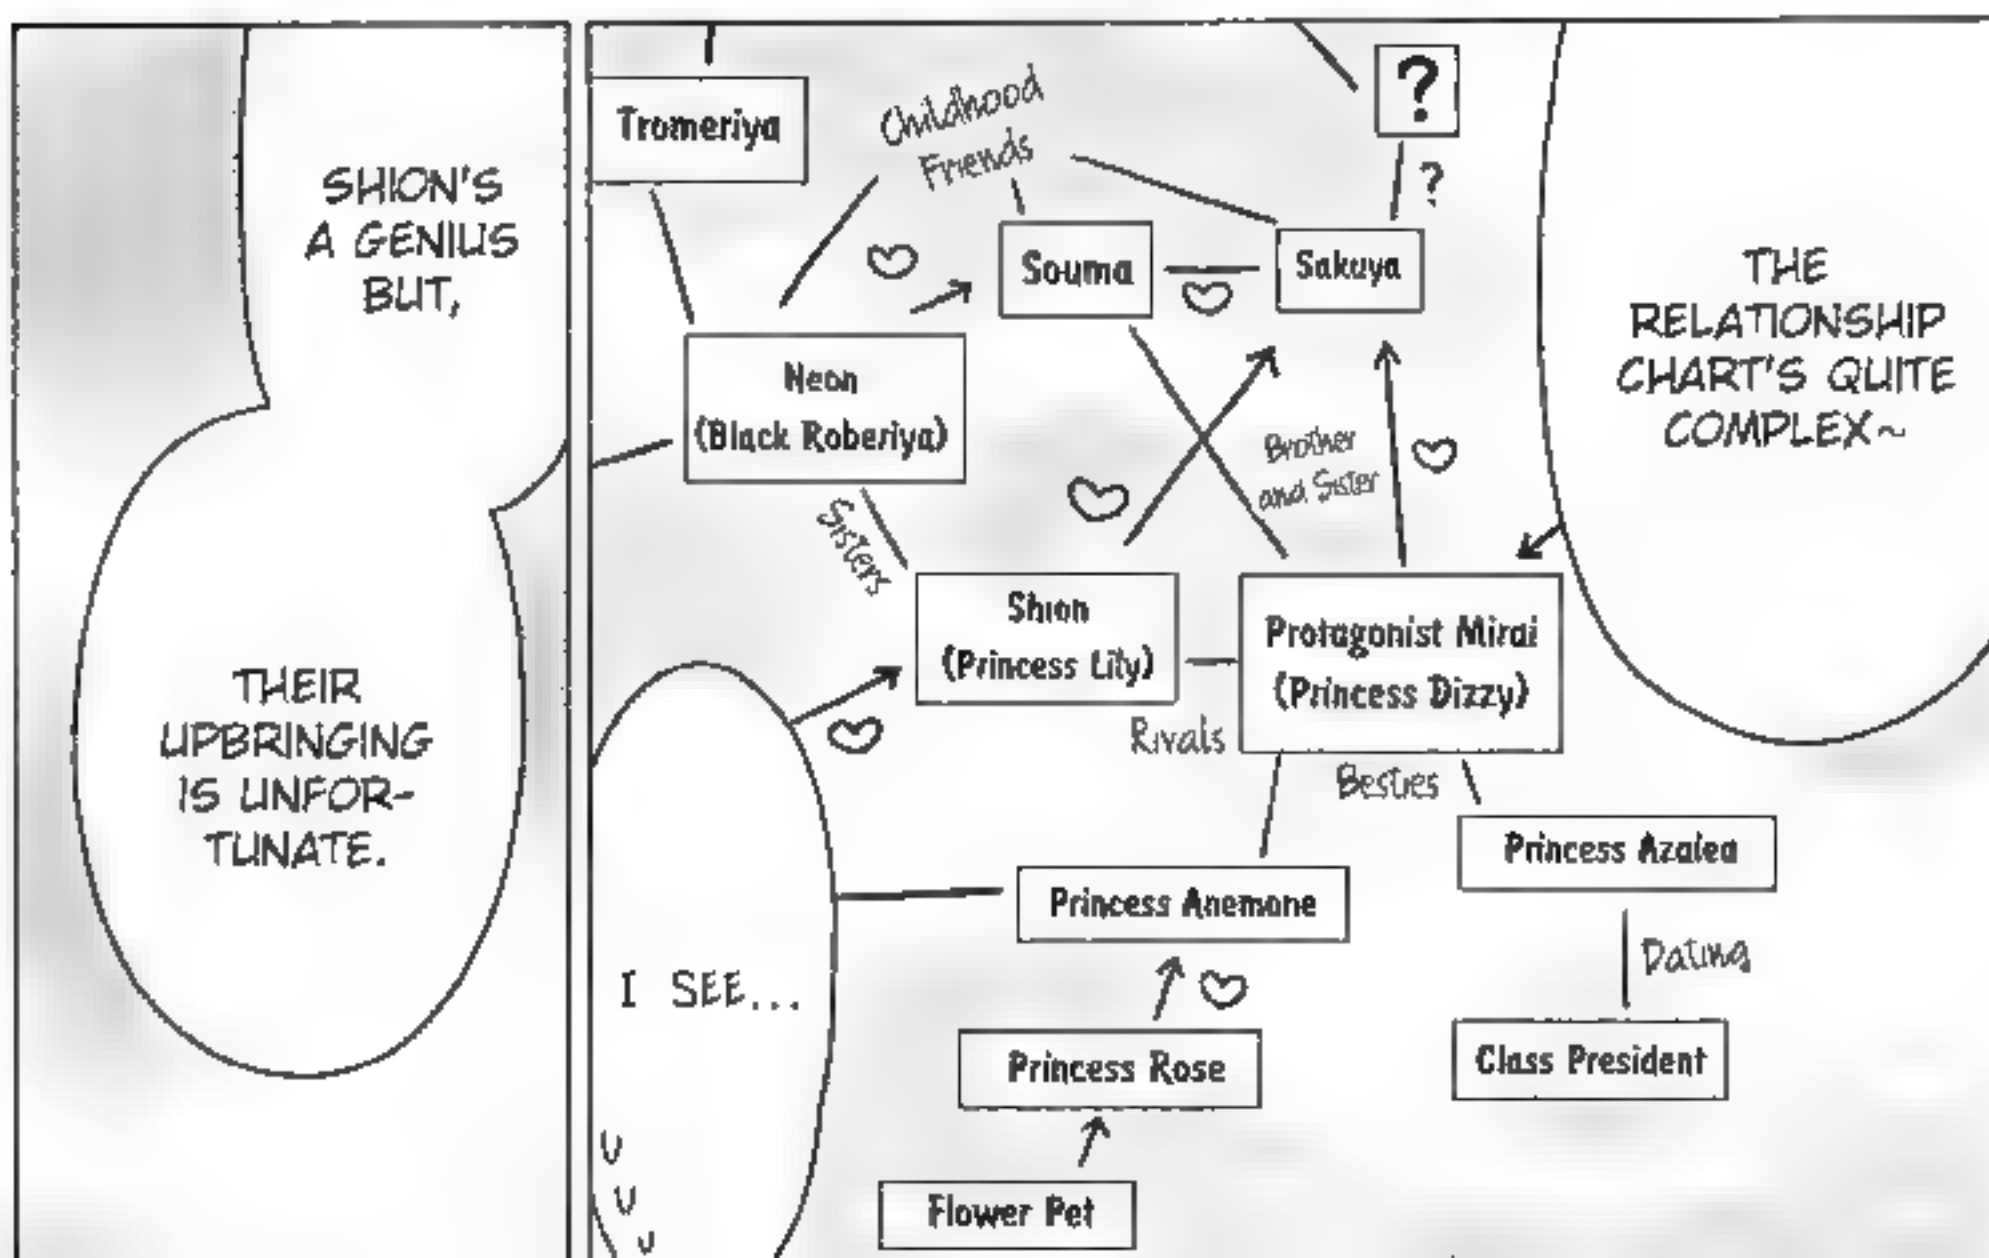 SHION'S
A GENIUS
BUT,
THEIR
UPBRINGING
IS UNFOR-
TUNATE.
Tromeriya
Childhood
Friends
?
?
Souma
Sakuya
Neon
(Black Roberiya)
Brother
and Sister
Sisters
Shion
(Princess Lily)
Protagonist Mirai
(Princess Dizzy)
Rivals
Besties
Princess Azalea
Princess Anemone
Dating
Princess Rose
Class President
Flower Pet
THE
RELATIONSHIP
CHART'S QUITE
COMPLEX~
I SEE...